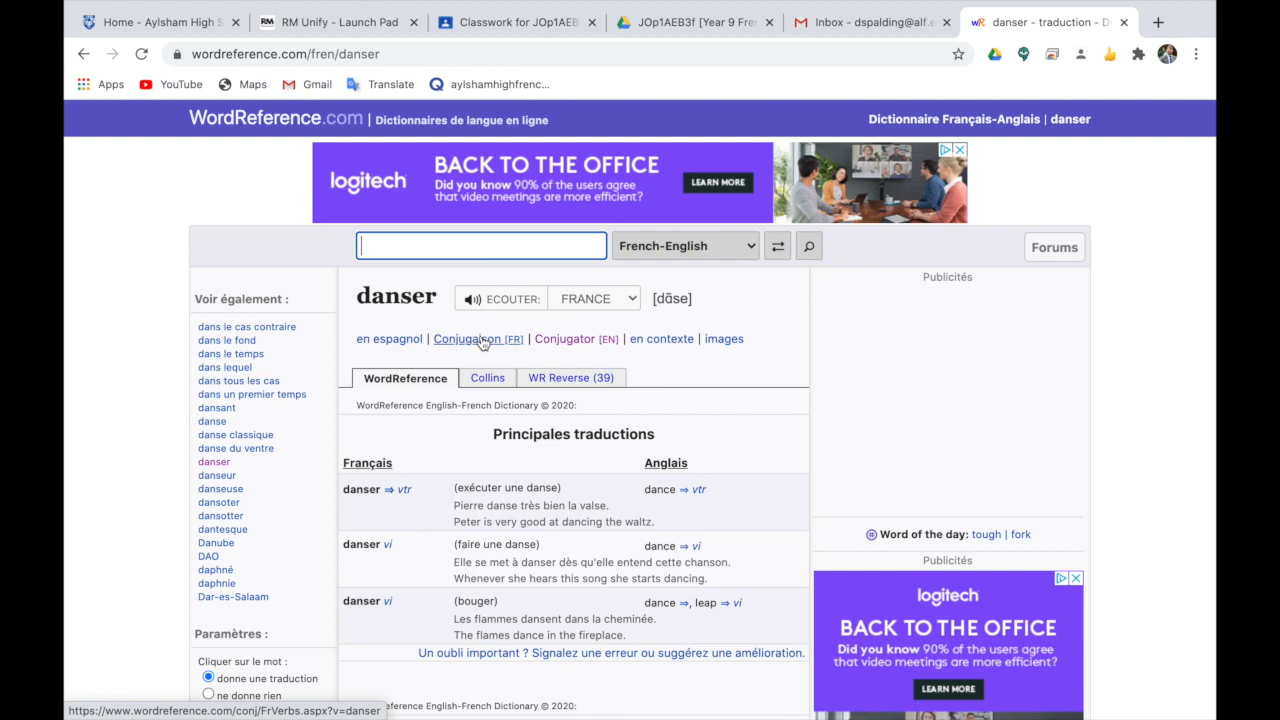 Home - Aylsham High S
RM Unify - Launch Pad
Classwork for JOp1AEB
JOp1AEB3f [Year 9 Fre
Inbox - dspalding@alf.e
danser - traduction - D
wordreference.com/fren/danser
Apps YouTube Maps Gmail Translate aylshamhighfrenc...
WordReference.com | Dictionnaires de langue en ligne
Dictionnaire Français-Anglais | danser
logitech
BACK TO THE OFFICE
Did you know 90% of the users agree
that video meetings are more efficient?
LEARN MORE
French-English
Forums
Voir également :
dans le cas contraire
dans le fond
dans le temps
dans lequel
dans tous les cas
dans un premier temps
dansant
danse
danse classique
danse du ventre
danser
danseur
danseuse
dansoter
dansotter
dantesque
Danube
DAO
daphné
daphnie
Dar-es-Salaam
Paramètres :
Cliquer sur le mot :
donne une traduction
ne donne rien
danser ECOUTER: FRANCE [dɑ̃se]
en espagnol | Conjugaison [FR] | Conjugator [EN] | en contexte | images
WordReference Collins WR Reverse (39)
WordReference English-French Dictionary © 2020:
Principales traductions
Français Anglais
danser ⇒ vtr (exécuter une danse) dance ⇒ vtr
Pierre danse très bien la valse.
Peter is very good at dancing the waltz.
danser vi (faire une danse) dance ⇒ vi
Elle se met à danser dès qu'elle entend cette chanson.
Whenever she hears this song she starts dancing.
danser vi (bouger) dance ⇒, leap ⇒ vi
Les flammes dansent dans la cheminée.
The flames dance in the fireplace.
Un oubli important ? Signalez une erreur ou suggérez une amélioration.
eference English-French Dictionary © 2020:
Publicités
Word of the day: tough | fork
Publicités
logitech
BACK TO THE OFFICE
Did you know 90% of the users agree
that video meetings are more efficient?
LEARN MORE
https://www.wordreference.com/conj/FrVerbs.aspx?v=danser